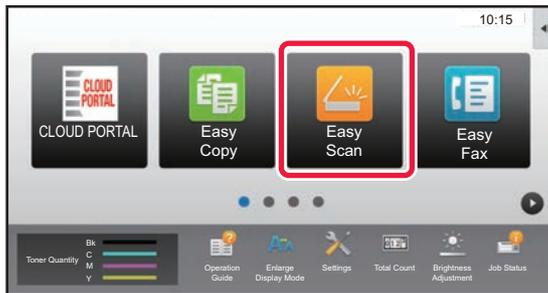 10:15
CLOUD
PORTAL
CLOUD PORTAL
Easy
Copy
Easy
Scan
Easy
Fax
Toner Quantity
Bk
C
M
Y
Operation
Guide
Enlarge
Display Mode
Settings
Total Count
Brightness
Adjustment
Job Status